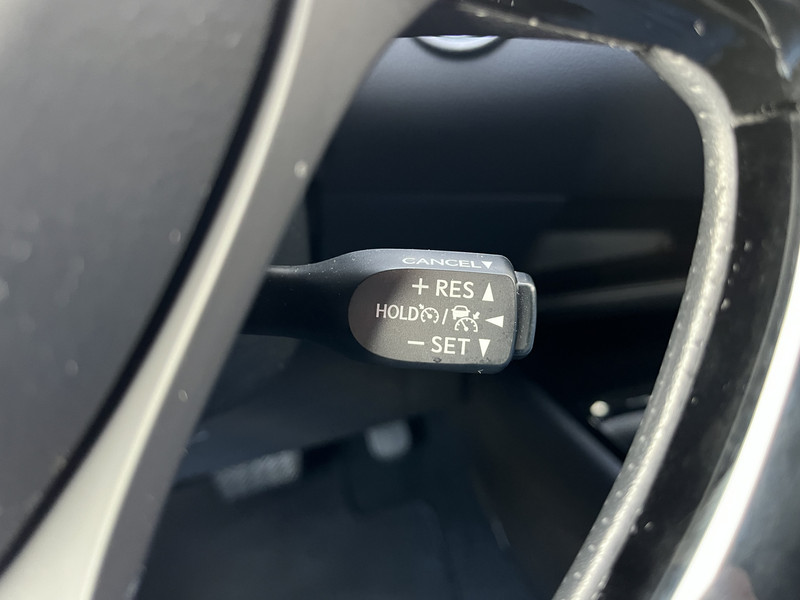 CANCEL▼
+ RES ▲
HOLD / ◀
− SET ▼